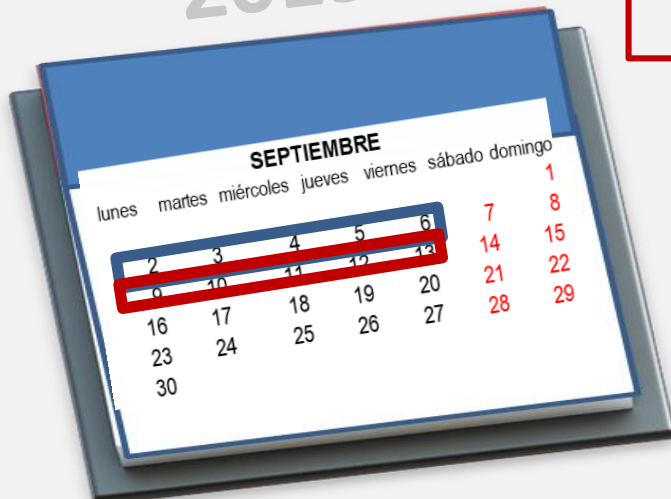 SEPTIEMBRE
lunes martes miércoles jueves viernes sábado domingo
1
2 3 4 5 6 7 8
9 10 11 12 13 14 15
16 17 18 19 20 21 22
23 24 25 26 27 28 29
30